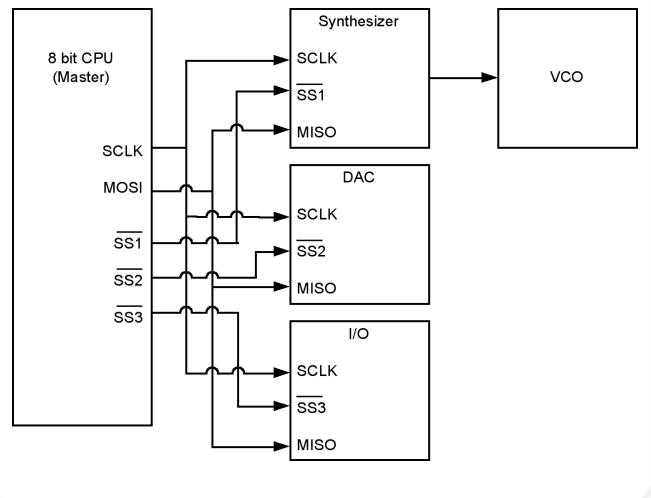 8 bit CPU
(Master)
SCLK
MOSI
SS1
SS2
SS3
Synthesizer
SCLK
SS1
MISO
VCO
DAC
SCLK
SS2
MISO
I/O
SCLK
SS3
MISO